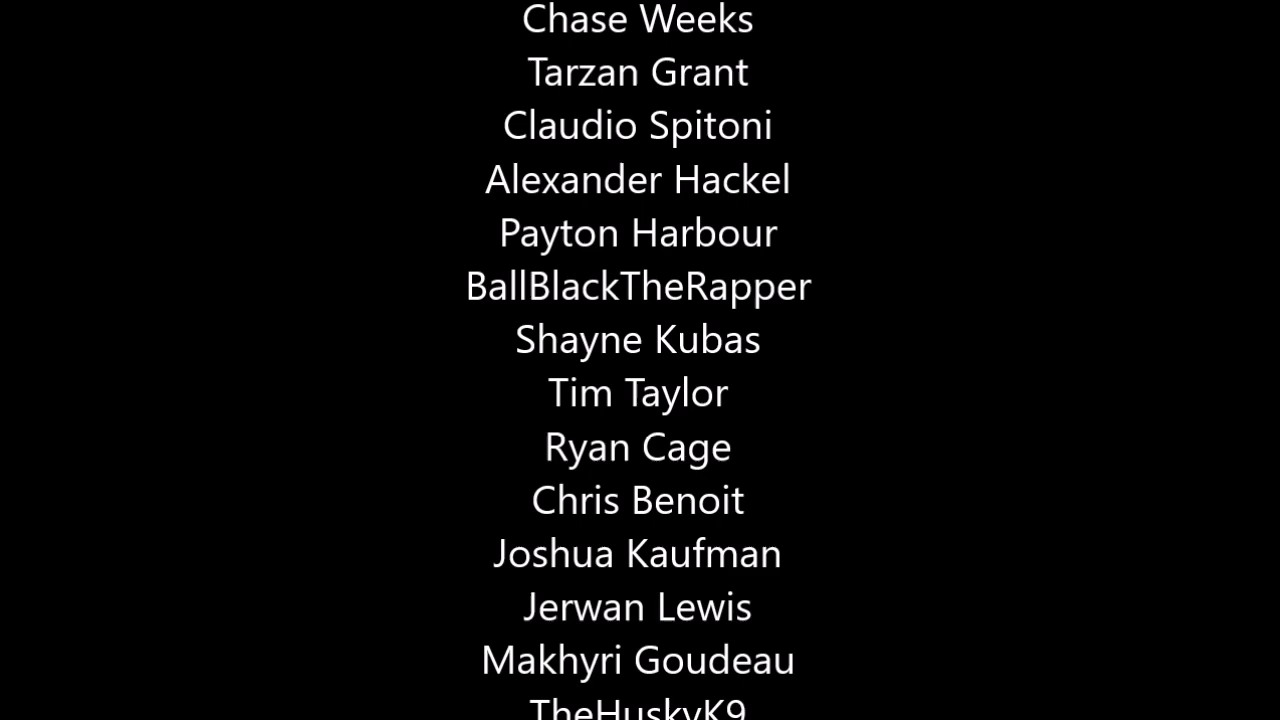 Chase Weeks
Tarzan Grant
Claudio Spitoni
Alexander Hackel
Payton Harbour
BallBlackTheRapper
Shayne Kubas
Tim Taylor
Ryan Cage
Chris Benoit
Joshua Kaufman
Jerwan Lewis
Makhyri Goudeau
TheHuskyK9